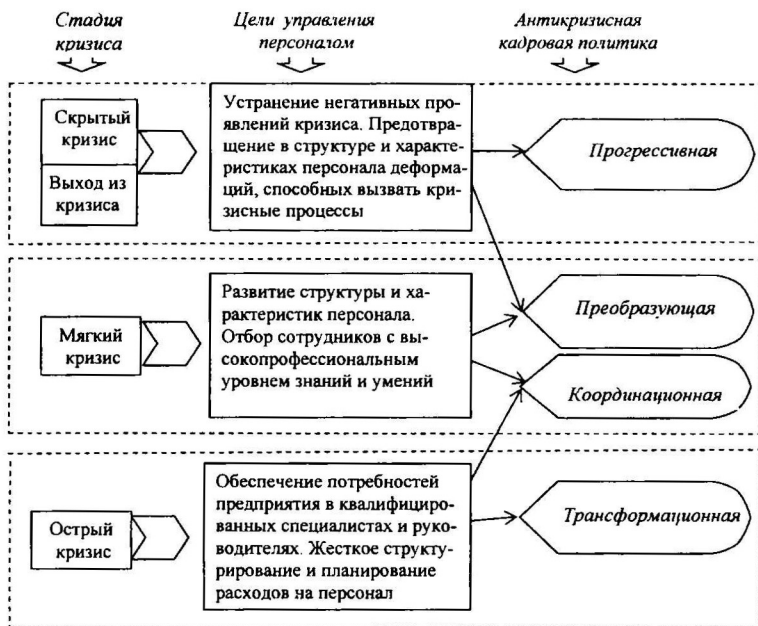 Стадия
кризиса
Цели управления
персоналом
Антикризисная
кадровая политика
Скрытый
кризис
Выход из
кризиса
Устранение негативных про-
явлений кризиса. Предотвра-
щение в структуре и характе-
ристиках персонала деформа-
ций, способных вызвать кри-
зисные процессы
Прогрессивная
Мягкий
кризис
Развитие структуры и ха-
рактеристик персонала.
Отбор сотрудников с вы-
сокопрофессиональным
уровнем знаний и умений
Преобразующая
Координационная
Острый
кризис
Обеспечение потребностей
предприятия в квалифициро-
ванных специалистах и руко-
водителях. Жесткое структу-
рирование и планирование
расходов на персонал
Трансформационная